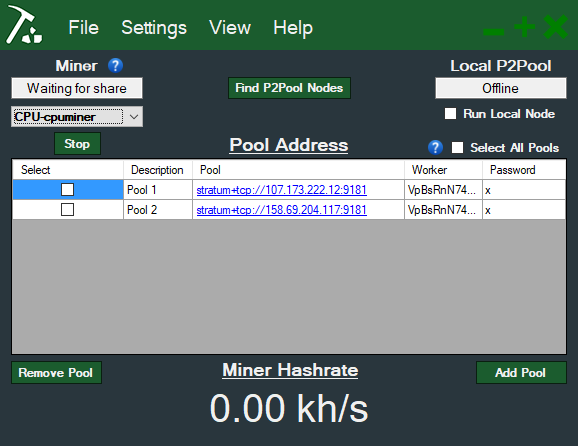 File Settings View Help
Miner ? Local P2Pool
Waiting for share Find P2Pool Nodes Offline
CPU-cpuminer Run Local Node
Stop Pool Address ? Select All Pools
Select Description Pool Worker Password
Pool 1 stratum+tcp://107.173.222.12:9181 VpBsRnN74... x
Pool 2 stratum+tcp://158.69.204.117:9181 VpBsRnN74... x
Remove Pool Miner Hashrate Add Pool
0.00 kh/s